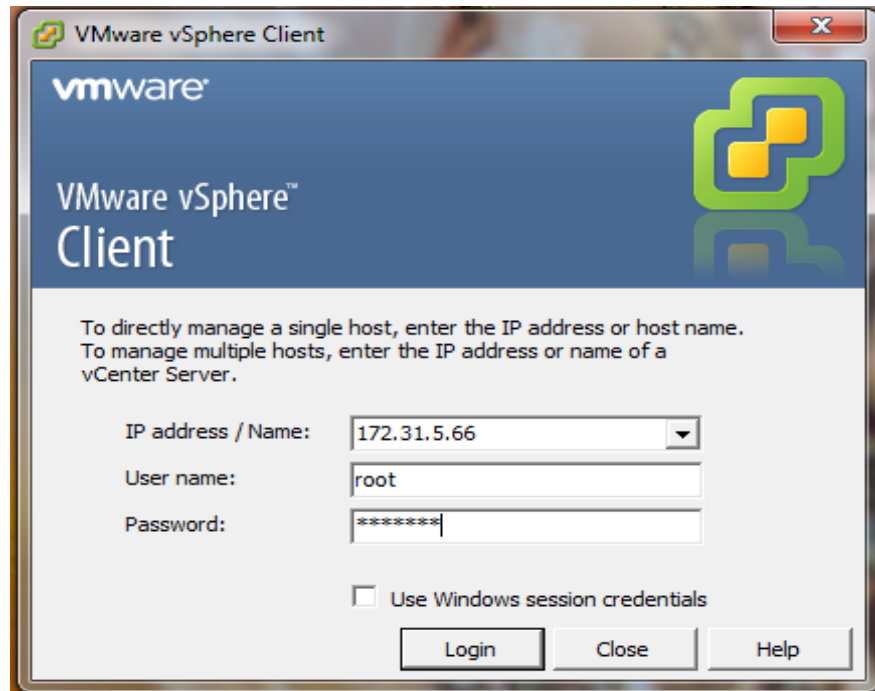 VMware vSphere Client
vmware
VMware vSphere™
Client
To directly manage a single host, enter the IP address or host name.
To manage multiple hosts, enter the IP address or name of a
vCenter Server.
IP address / Name: 172.31.5.66
User name: root
Password: *******
Use Windows session credentials
Login Close Help